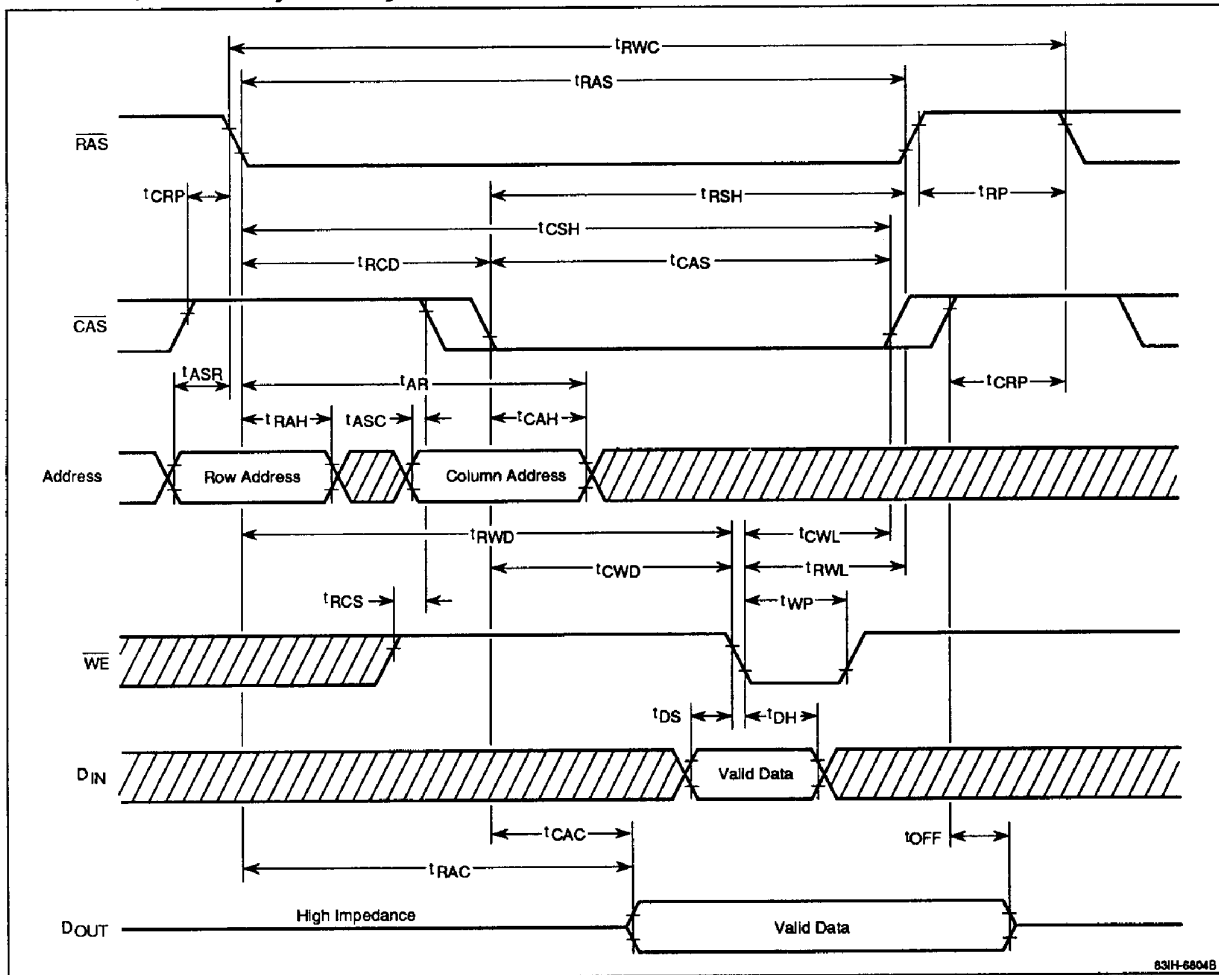 tRWC
tRAS
RAS
tCRP
tRSH
tRP
tCSH
tRCD
tCAS
CAS
tASR
tAR
tCRP
tRAH
tASC
tCAH
Address
Row Address
Column Address
tRWD
tCWL
tCWD
tRWL
tRCS
tWP
WE
tDS
tDH
DIN
Valid Data
tCAC
tOFF
tRAC
High Impedance
DOUT
Valid Data
83IH-6804B